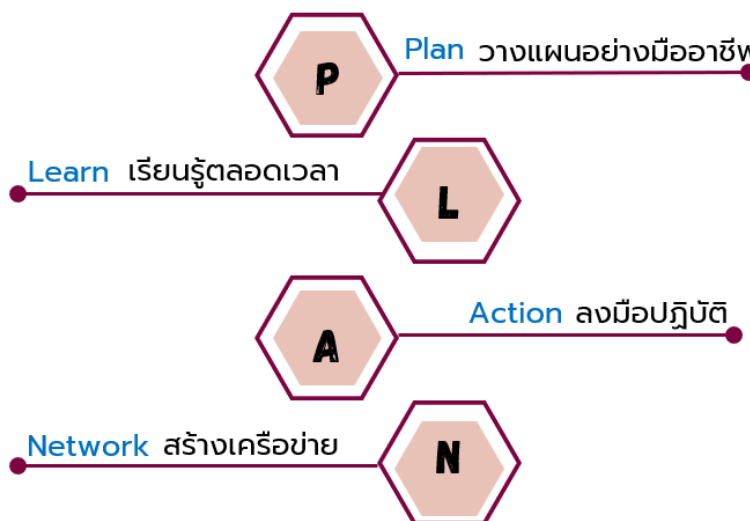 P
Plan วางแผนอย่างมืออาชีพ
Learn เรียนรู้ตลอดเวลา
L
A
Action ลงมือปฏิบัติ
Network สร้างเครือข่าย
N